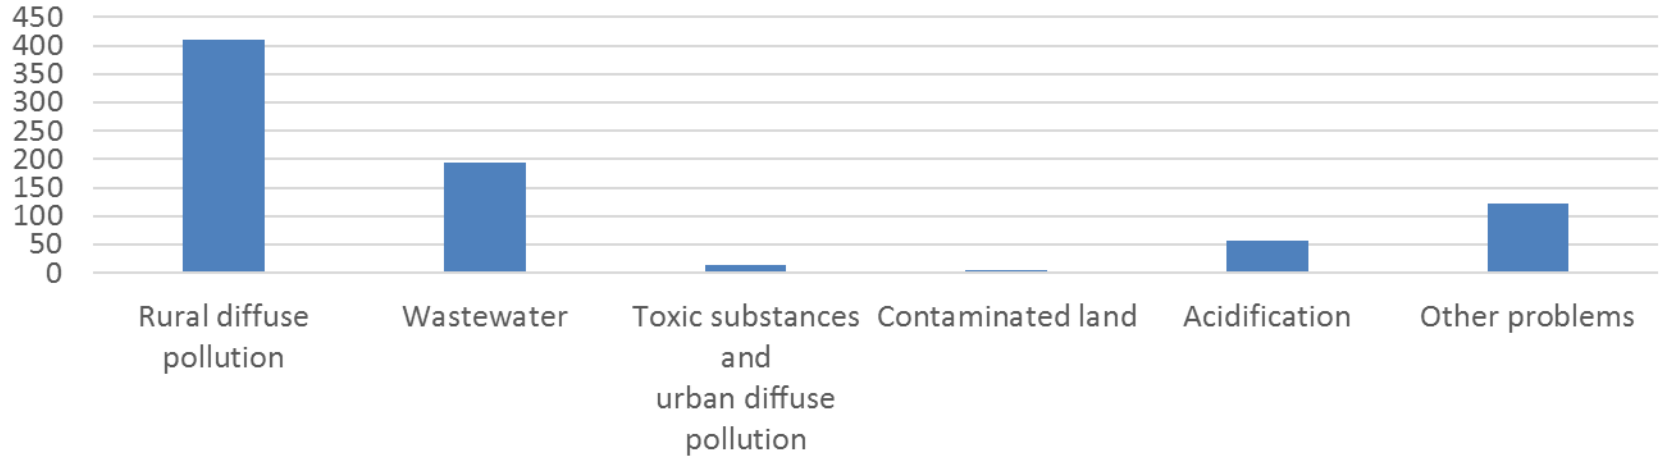 450
400
350
300
250
200
150
100
50
0
Rural diffuse
pollution
Wastewater
Toxic substances
and
urban diffuse
pollution
Contaminated land
Acidification
Other problems